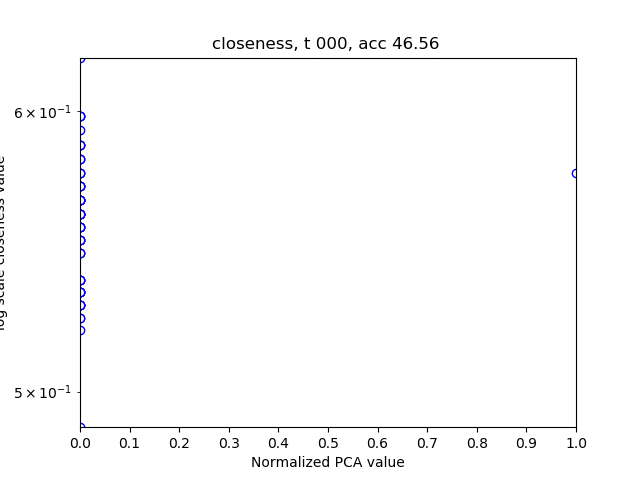 closeness, t 000, acc 46.56
6 × 10⁻¹
5 × 10⁻¹
log scale closeness value
0.0 0.1 0.2 0.3 0.4 0.5 0.6 0.7 0.8 0.9 1.0
Normalized PCA value